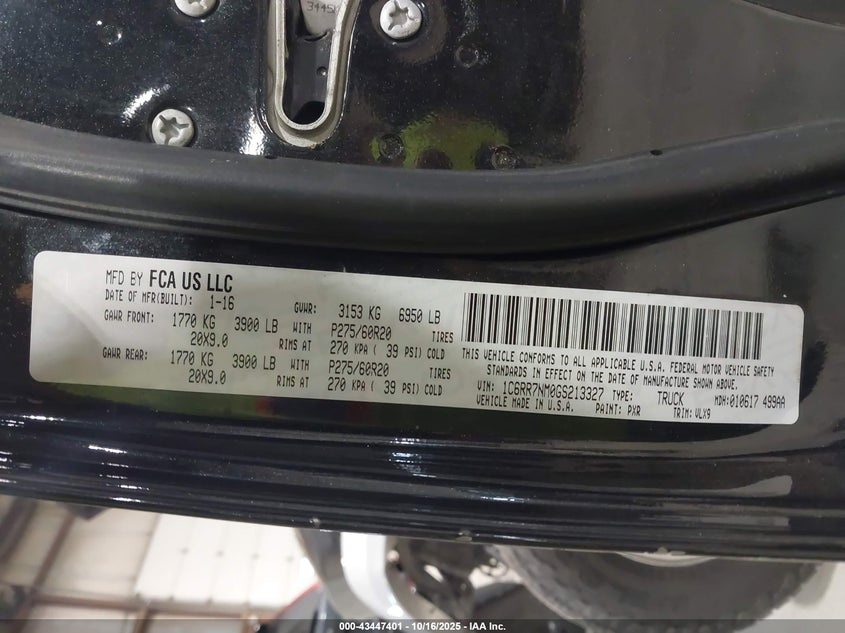 3445
MFD BY FCA US LLC
DATE OF MFR(BUILT): 1-16 GVWR: 3153 KG 6950 LB
GAWR FRONT: 1770 KG 3900 LB WITH P275/60R20 TIRES
20X9.0 RIMS AT 270 KPA ( 39 PSI) COLD
GAWR REAR: 1770 KG 3900 LB WITH P275/60R20 TIRES
20X9.0 RIMS AT 270 KPA ( 39 PSI) COLD
THIS VEHICLE CONFORMS TO ALL APPLICABLE U.S.A. FEDERAL MOTOR VEHICLE SAFETY
STANDARDS IN EFFECT ON THE DATE OF MANUFACTURE SHOWN ABOVE.
VIN: 1C6RR7NM0GS213327 TYPE: TRUCK MDH: 010617 499AA
VEHICLE MADE IN U.S.A. PAINT: PXR TRIM: VLX9
000-43447401 - 10/16/2025 - IAA Inc.